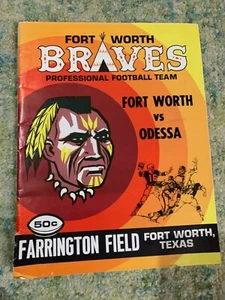 FORT WORTH
BRAVES
PROFESSIONAL FOOTBALL TEAM
FORT WORTH
VS
ODESSA
50¢
FARRINGTON FIELD FORT WORTH,
TEXAS